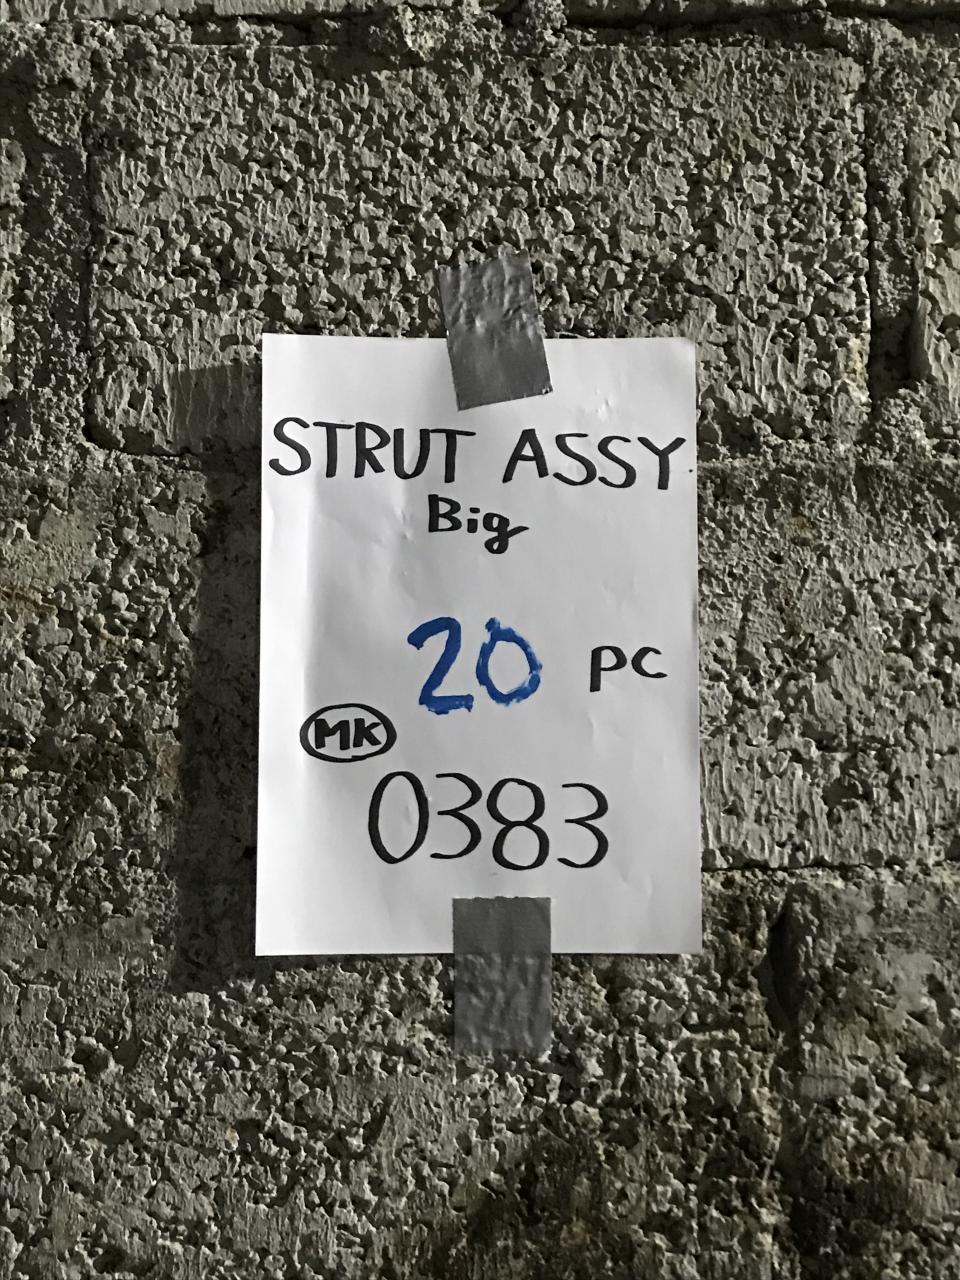 STRUT ASSY.
Big
20 PC
MK
0383